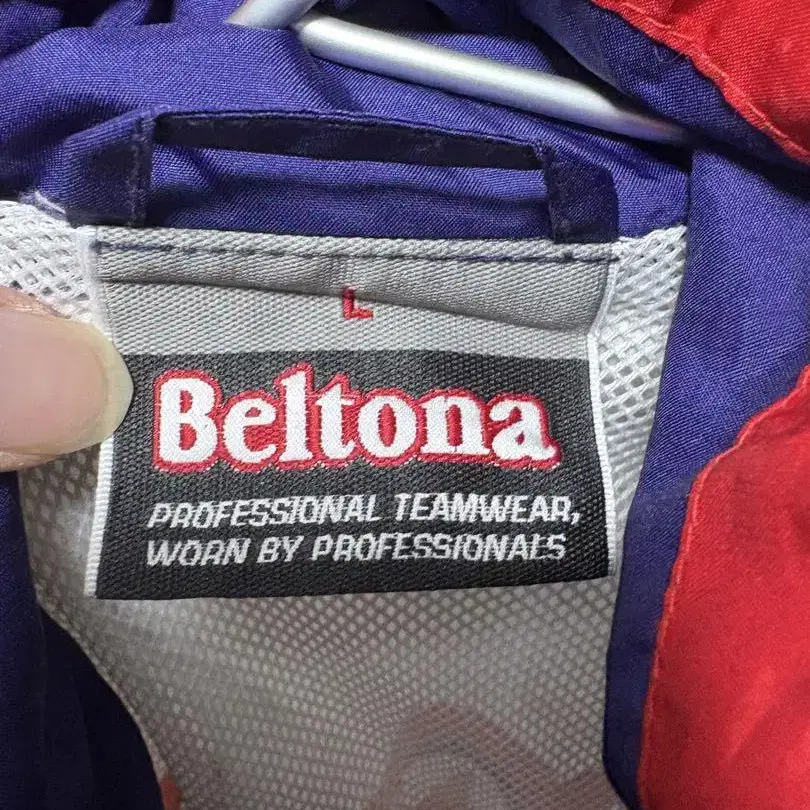 L
Beltona
PROFESSIONAL TEAMWEAR,
WORN BY PROFESSIONALS